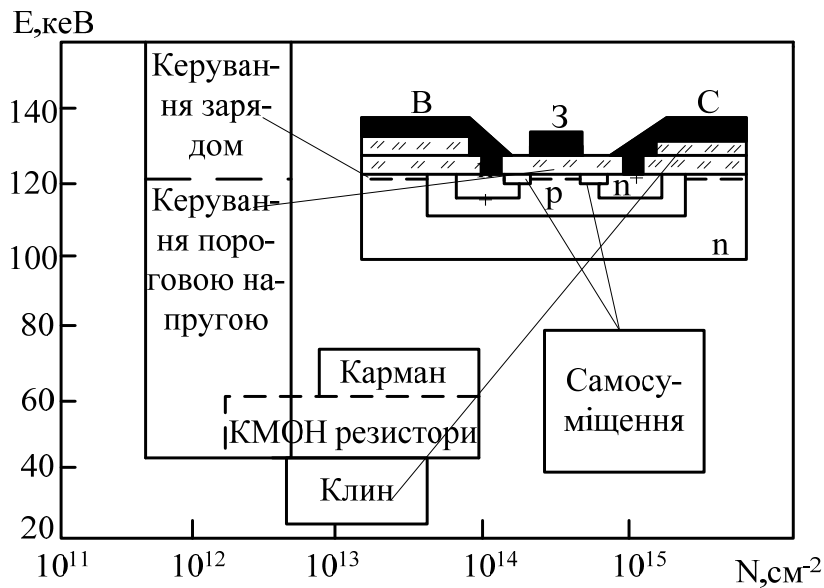 E,кеВ
140
120
100
80
60
40
20
Керуван-
ня заря-
дом
Керуван-
ня поро-
говою на-
пругою
В
З
С
p
n
n
Карман
КМОН резистори
Клин
Самосу-
міщення
10¹¹
10¹²
10¹³
10¹⁴
10¹⁵
N,см⁻²